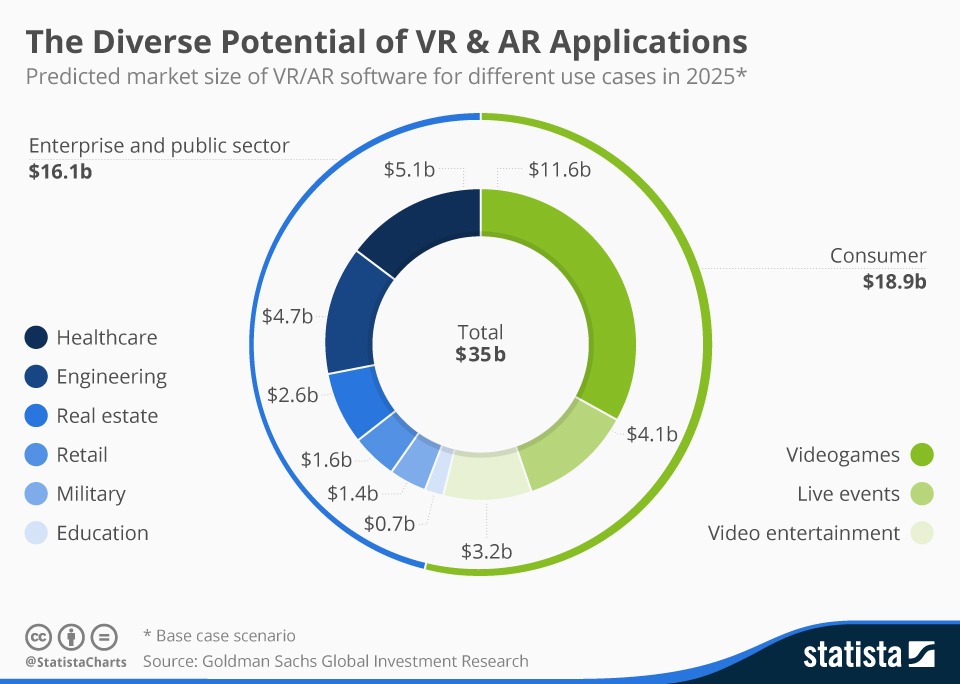 The Diverse Potential of VR & AR Applications
Predicted market size of VR/AR software for different use cases in 2025*
Enterprise and public sector
$16.1b
$5.1b
$11.6b
Consumer
$18.9b
$4.7b
Total
$35b
$2.6b
$4.1b
$1.6b
$1.4b
$0.7b
$3.2b
Healthcare
Engineering
Real estate
Retail
Military
Education
Videogames
Live events
Video entertainment
cc
@StatistaCharts
* Base case scenario
Source: Goldman Sachs Global Investment Research
statista